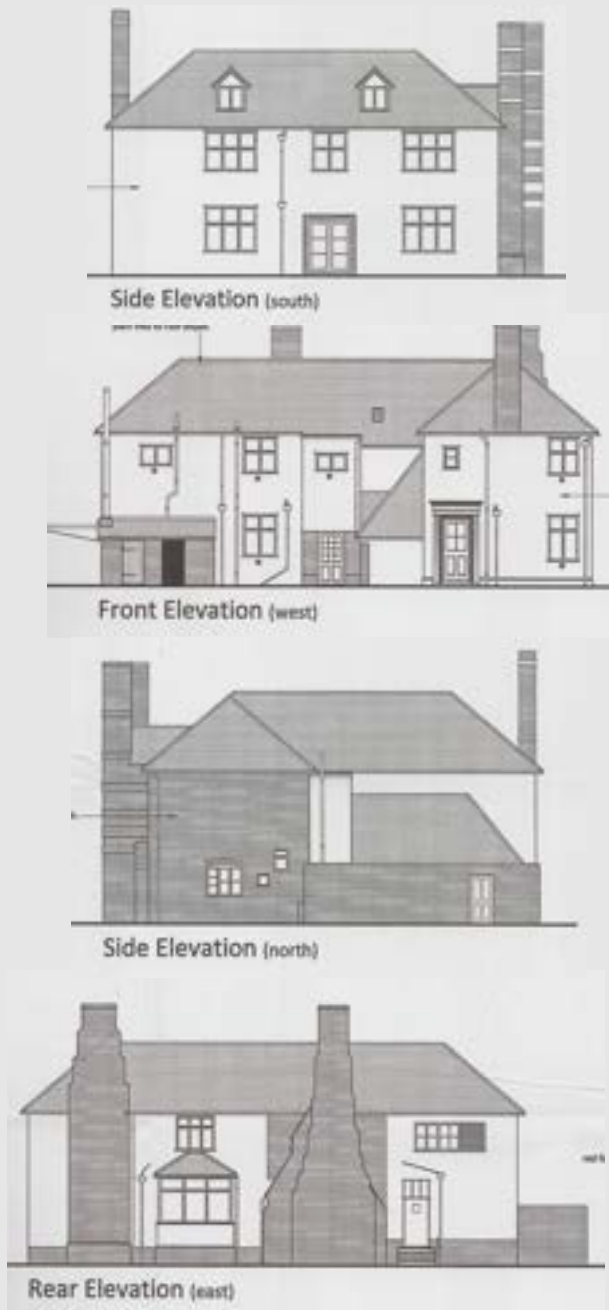 Side Elevation (south)
Front Elevation (west)
Side Elevation (north)
Rear Elevation (east)